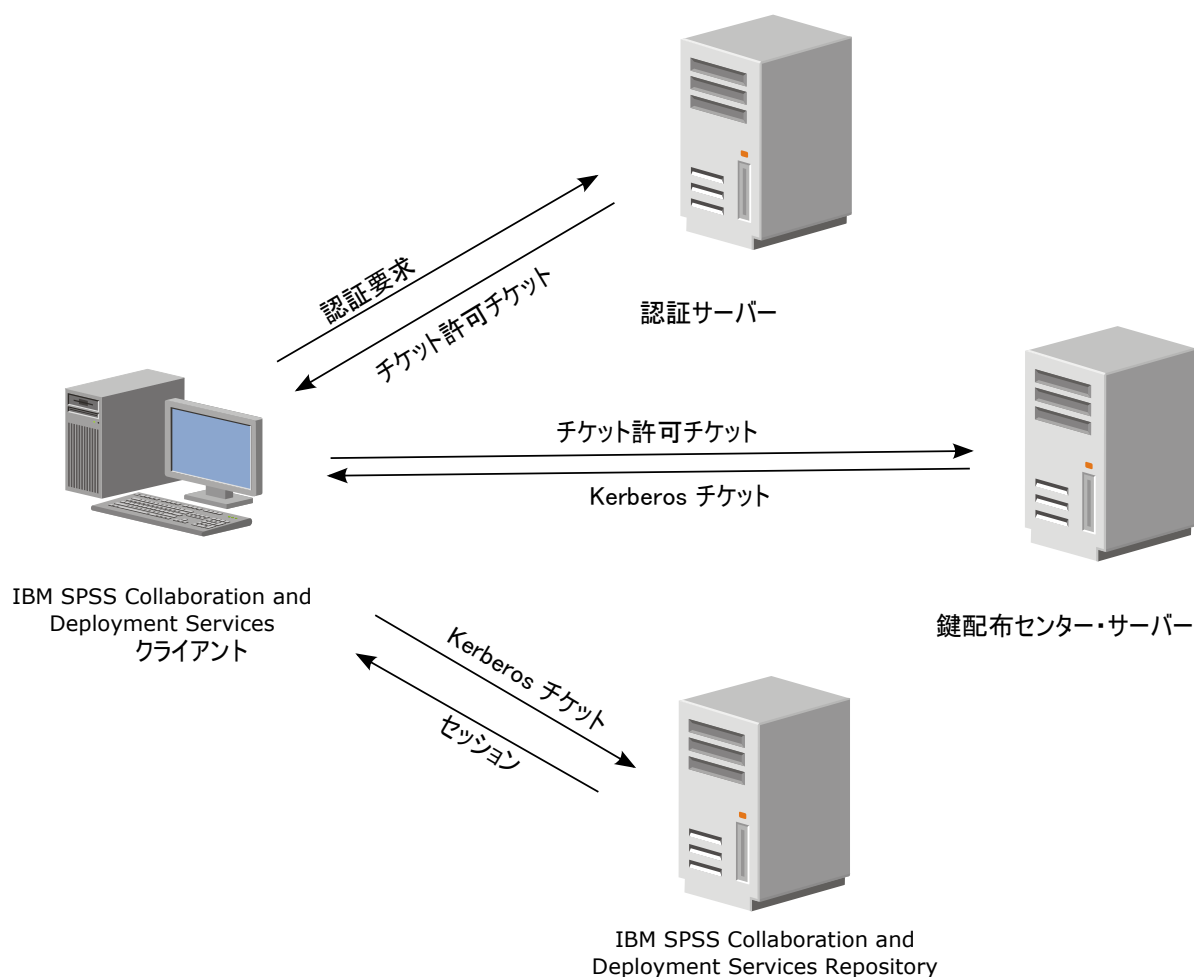 認証要求
チケット許可チケット
認証サーバー
チケット許可チケット
Kerberos チケット
IBM SPSS Collaboration and
Deployment Services
クライアント
鍵配布センター・サーバー
Kerberos チケット
セッション
IBM SPSS Collaboration and
Deployment Services Repository